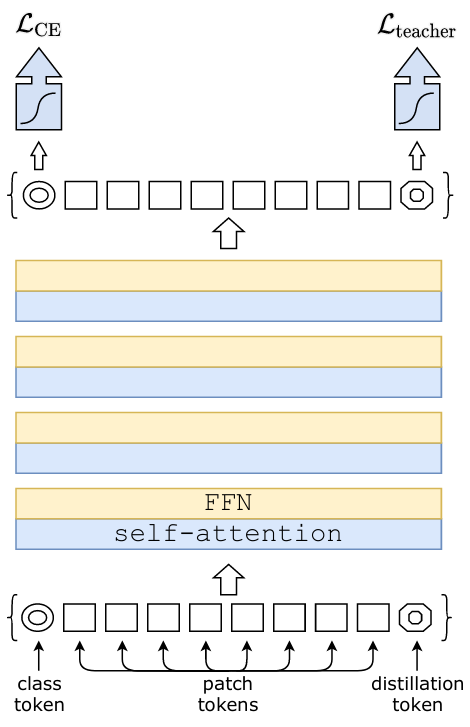 ℒCE
ℒteacher
FFN
self-attention
class
token
patch
tokens
distillation
token